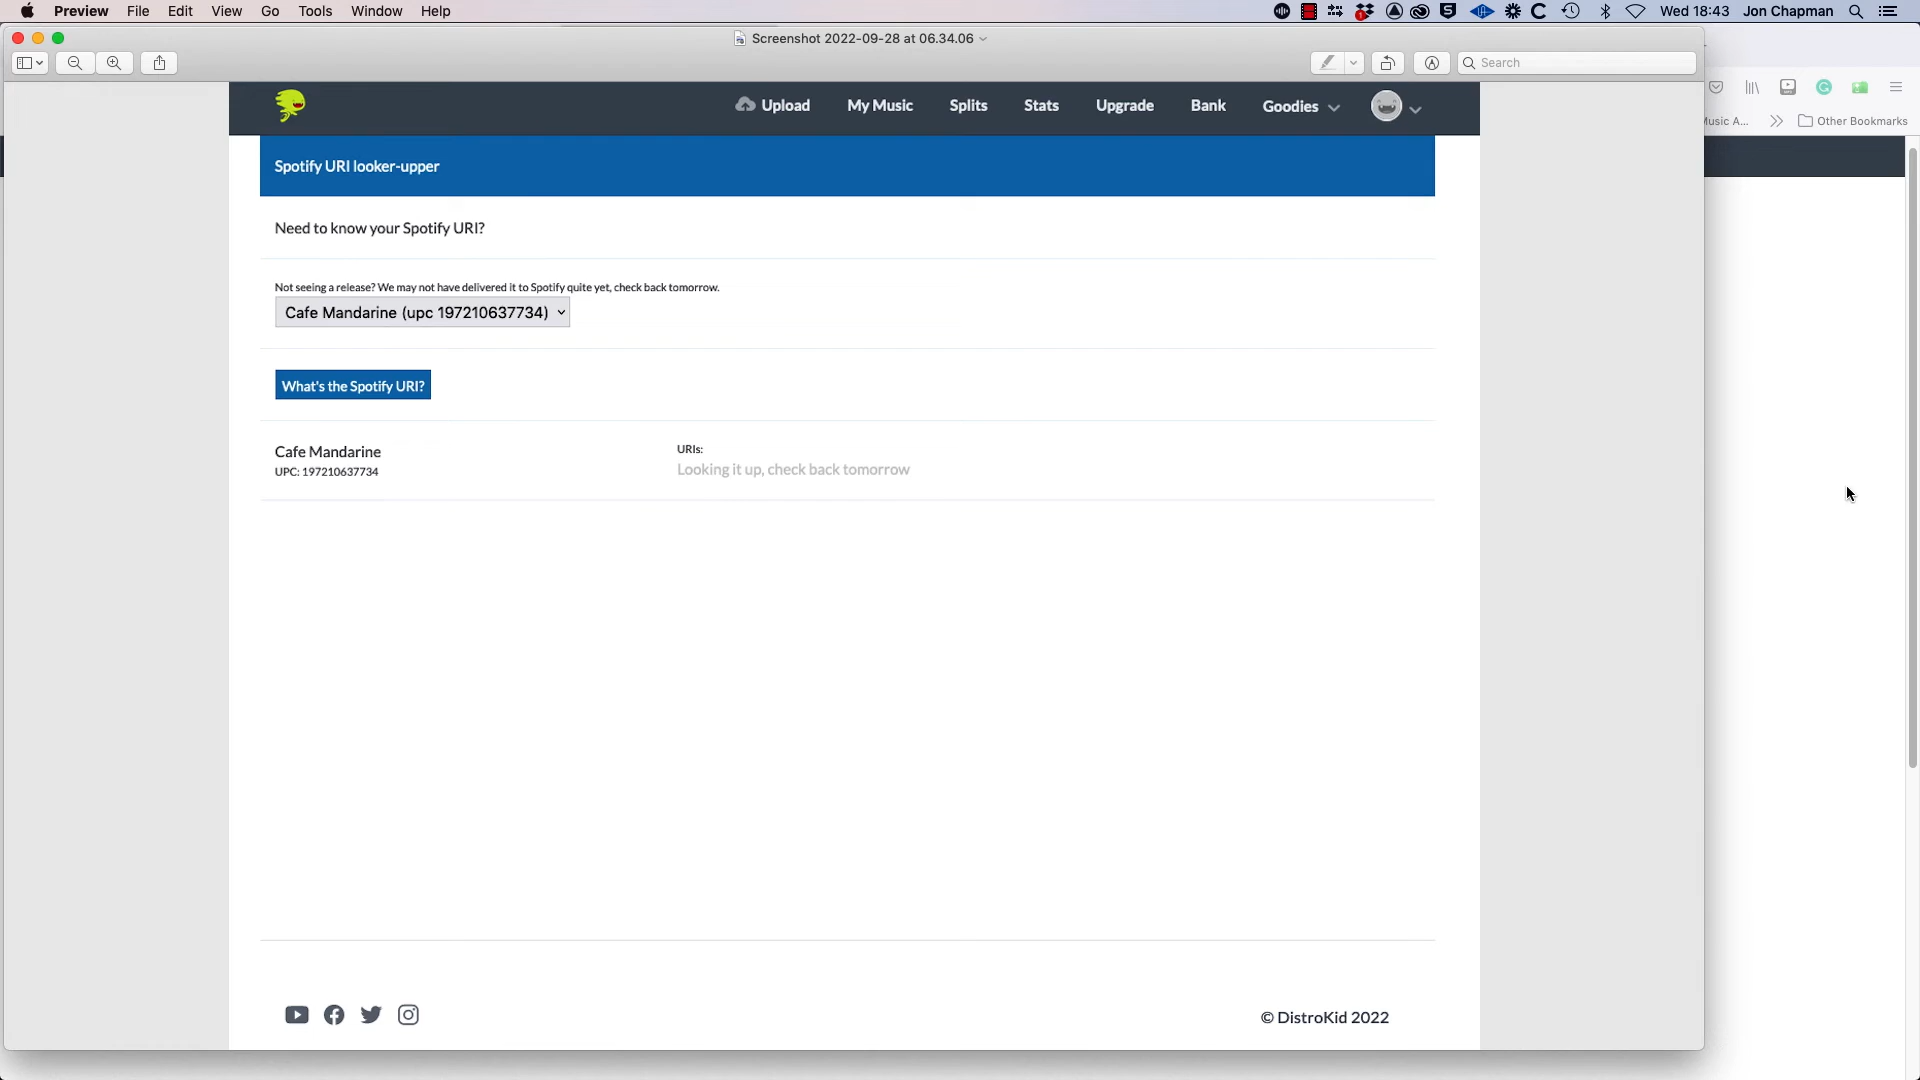 Preview File Edit View Go Tools Window Help
Wed 18:43 Jon Chapman
Screenshot 2022-09-28 at 06.34.06
Search
Upload My Music Splits Stats Upgrade Bank Goodies
usic A... Other Bookmarks
Spotify URI looker-upper
Need to know your Spotify URI?
Not seeing a release? We may not have delivered it to Spotify quite yet, check back tomorrow.
Cafe Mandarine (upc 197210637734)
What's the Spotify URI?
Cafe Mandarine
UPC: 197210637734
URIs:
Looking it up, check back tomorrow
© DistroKid 2022